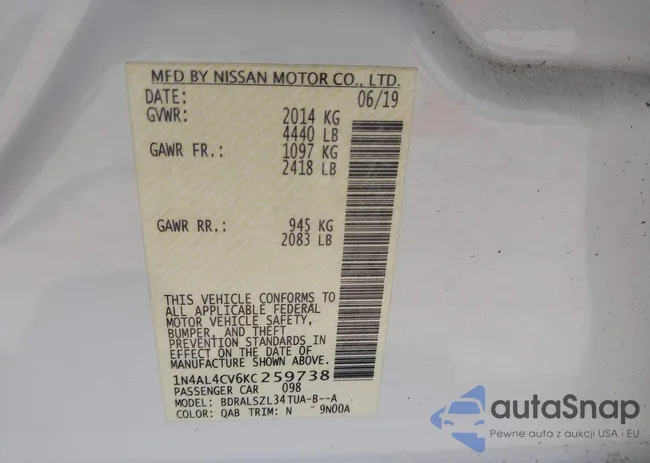 MFD BY NISSAN MOTOR CO., LTD.
DATE: 06/19
GVWR: 2014 KG
4440 LB
GAWR FR.: 1097 KG
2418 LB
GAWR RR.: 945 KG
2083 LB
THIS VEHICLE CONFORMS TO
ALL APPLICABLE FEDERAL
MOTOR VEHICLE SAFETY,
BUMPER, AND THEFT
PREVENTION STANDARDS IN
EFFECT ON THE DATE OF
MANUFACTURE SHOWN ABOVE.
1N4AL4CV6KC259738
PASSENGER CAR 098
MODEL: BDRALSZL34TUA-B--A
COLOR: QAB TRIM: N 9N00A
autoSnap
Pewne auta z aukcji USA i EU